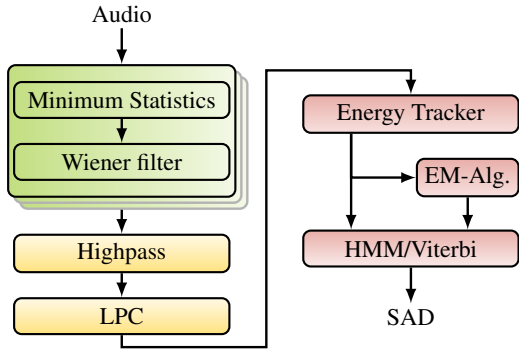 Audio
Minimum Statistics
Wiener filter
Highpass
LPC
Energy Tracker
EM-Alg.
HMM/Viterbi
SAD